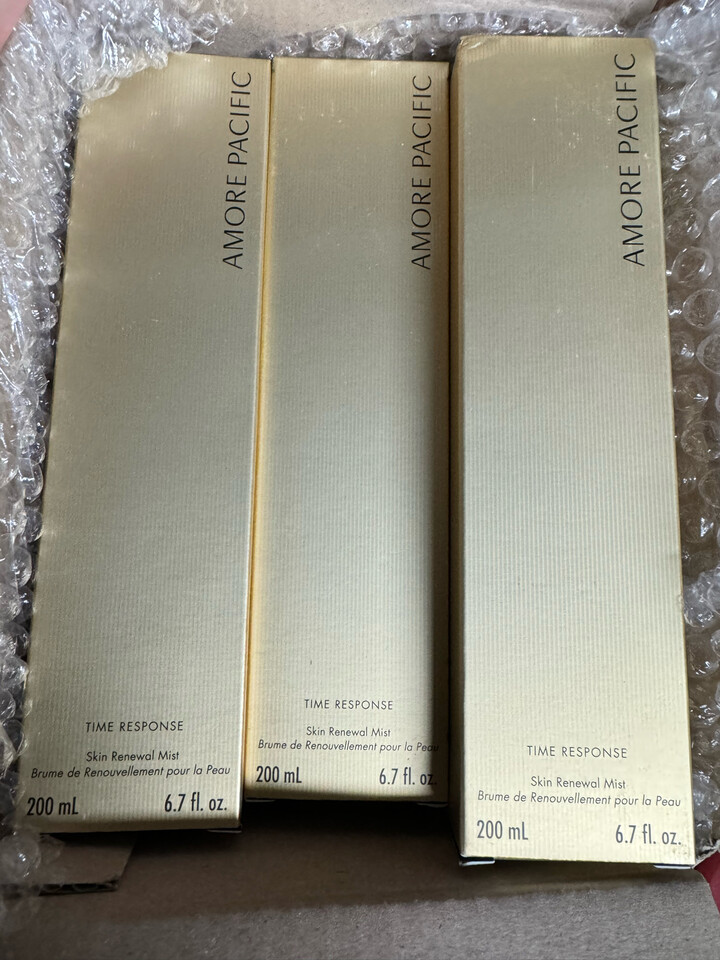 AMORE PACIFIC
TIME RESPONSE
Skin Renewal Mist
Brume de Renouvellement pour la Peau
200 mL 6.7 fl. oz.
AMORE PACIFIC
TIME RESPONSE
Skin Renewal Mist
Brume de Renouvellement pour la Peau
200 mL 6.7 fl. oz.
AMORE PACIFIC
TIME RESPONSE
Skin Renewal Mist
Brume de Renouvellement pour la Peau
200 mL 6.7 fl. oz.